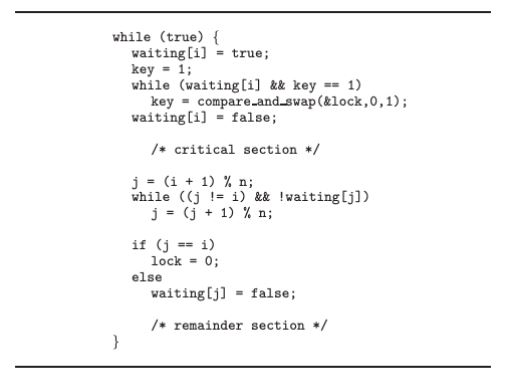 while (true) {
waiting[i] = true;
key = 1;
while (waiting[i] && key == 1)
key = compare_and_swap(&lock,0,1);
waiting[i] = false;
/* critical section */
j = (i + 1) % n;
while ((j != i) && !waiting[j])
j = (j + 1) % n;
if (j == i)
lock = 0;
else
waiting[j] = false;
/* remainder section */
}